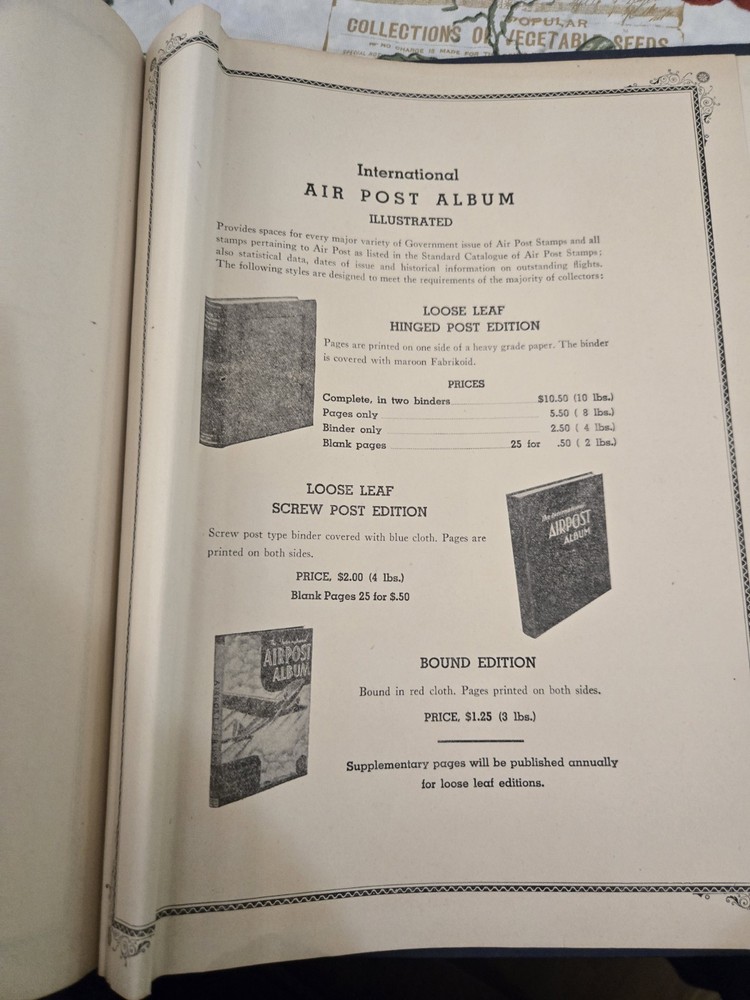 POPULAR
COLLECTIONS OF VEGETABLE SEEDS
NO CHARGE IS MADE FOR
International
AIR POST ALBUM
ILLUSTRATED
Provides spaces for every major variety of Government issue of Air Post Stamps and all
stamps pertaining to Air Post as listed in the Standard Catalogue of Air Post Stamps;
also statistical data, dates of issue and historical information on outstanding flights.
The following styles are designed to meet the requirements of the majority of collectors:
LOOSE LEAF
HINGED POST EDITION
Pages are printed on one side of a heavy grade paper. The binder
is covered with maroon Fabrikoid.
PRICES
Complete, in two binders $10.50 (10 lbs.)
Pages only 5.50 ( 8 lbs.)
Binder only 2.50 ( 4 lbs.)
Blank pages 25 for .50 ( 2 lbs.)
LOOSE LEAF
SCREW POST EDITION
Screw post type binder covered with blue cloth. Pages are
printed on both sides.
PRICE, $2.00 (4 lbs.)
Blank Pages 25 for $.50
The International
AIRPOST
ALBUM
The International
AIRPOST
ALBUM
BOUND EDITION
Bound in red cloth. Pages printed on both sides.
PRICE, $1.25 (3 lbs.)
Supplementary pages will be published annually
for loose leaf editions.